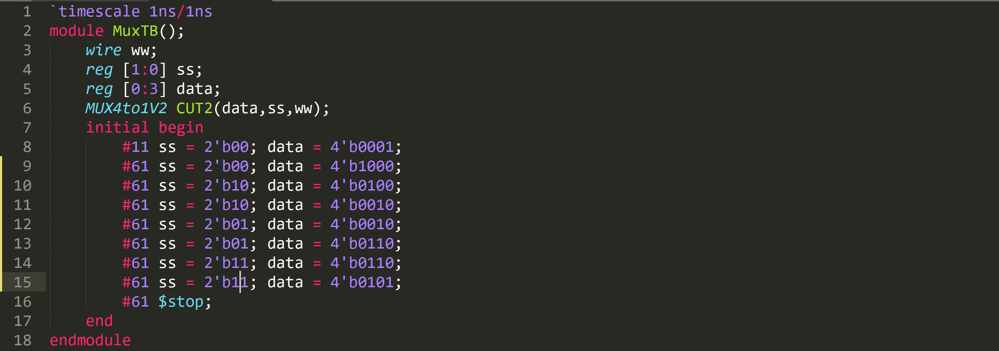 1 `timescale 1ns/1ns
2 module MuxTB();
3 wire ww;
4 reg [1:0] ss;
5 reg [0:3] data;
6 MUX4to1V2 CUT2(data,ss,ww);
7 initial begin
8 #11 ss = 2'b00; data = 4'b0001;
9 #61 ss = 2'b00; data = 4'b1000;
10 #61 ss = 2'b10; data = 4'b0100;
11 #61 ss = 2'b10; data = 4'b0010;
12 #61 ss = 2'b01; data = 4'b0010;
13 #61 ss = 2'b01; data = 4'b0110;
14 #61 ss = 2'b11; data = 4'b0110;
15 #61 ss = 2'b11; data = 4'b0101;
16 #61 $stop;
17 end
18 endmodule